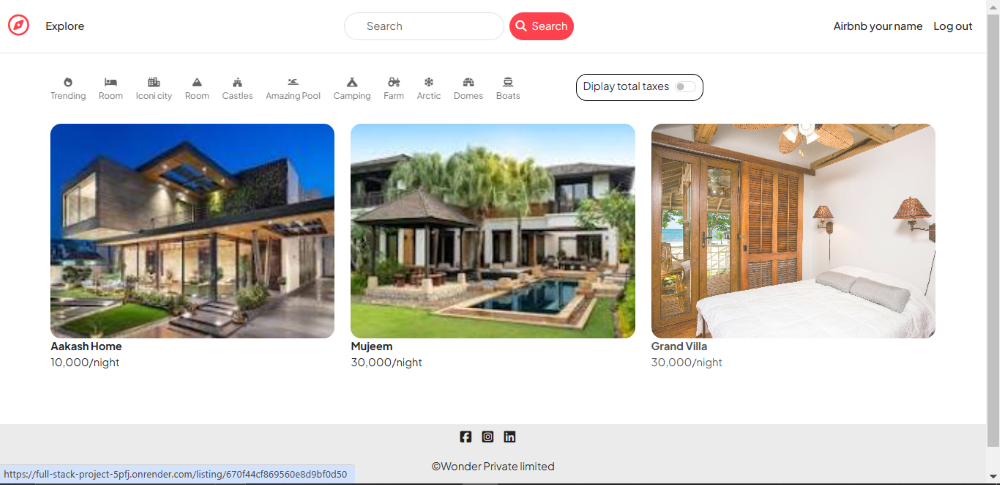 Explore
Search
Search
Airbnb your name
Log out
Trending
Room
Iconi city
Room
Castles
Amazing Pool
Camping
Farm
Arctic
Domes
Boats
Diplay total taxes
Aakash Home
10,000/night
Mujeem
30,000/night
Grand Villa
30,000/night
©Wonder Private limited
https://full-stack-project-5pfj.onrender.com/listing/670f44cf869560e8d9bf0d50